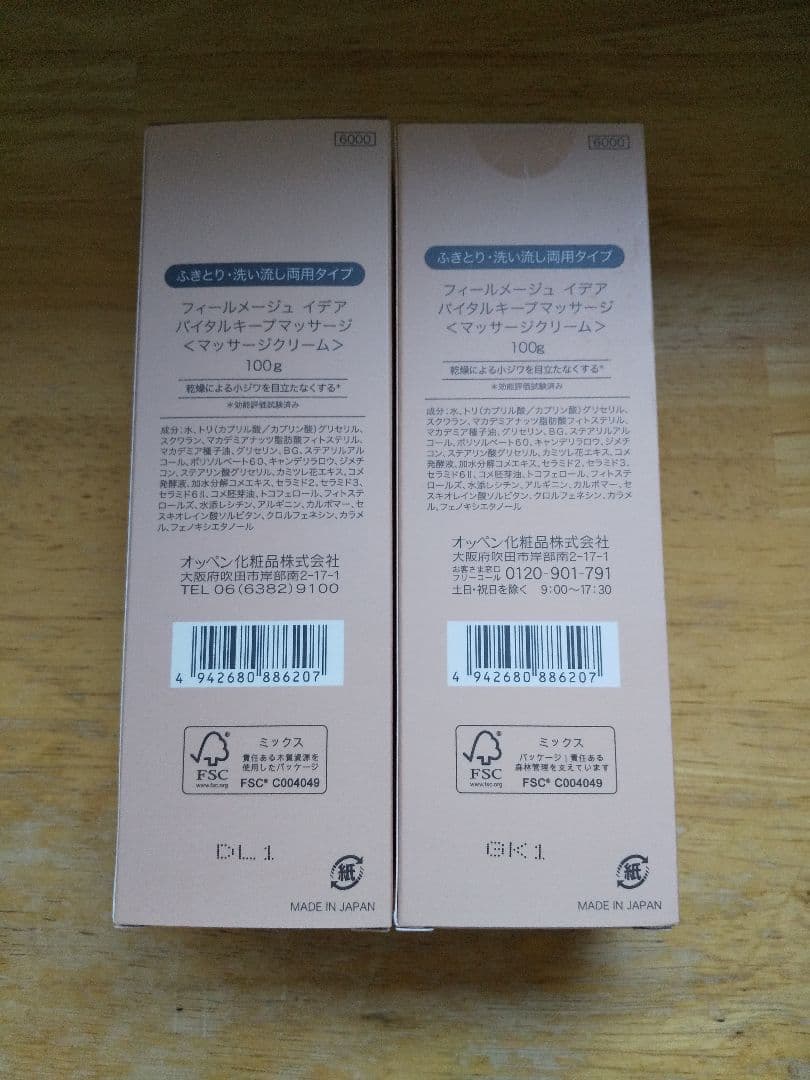 6000
ふきとり・洗い流し両用タイプ
フィールメージュ イデア
バイタルキープマッサージ
＜マッサージクリーム＞
100g
乾燥による小ジワを目立たなくする*
*効能評価試験済み
成分:水、トリ(カプリル酸/カプリン酸)グリセリル、
スクワラン、マカデミアナッツ脂肪酸フィトステリル、
マカデミア種子油、グリセリン、BG、ステアリルアル
コール、ポリソルベート60、キャンデリラロウ、ジメチ
コン、ステアリン酸グリセリル、カミツレ花エキス、コメ
発酵液、加水分解コメエキス、セラミド2、セラミド3、
セラミド6Ⅱ、コメ胚芽油、トコフェロール、フィトステ
ロールズ、水添レシチン、アルギニン、カルボマー、セ
スキオレイン酸ソルビタン、クロルフェネシン、カラメ
ル、フェノキシエタノール
オッペン化粧品株式会社
大阪府吹田市岸部南2-17-1
TEL 06(6382)9100
4 942680 886207
FSC
www.fsc.org
ミックス
責任ある木質資源を
使用したパッケージ
FSC® C004049
DL1
紙
MADE IN JAPAN
6000
ふきとり・洗い流し両用タイプ
フィールメージュ イデア
バイタルキープマッサージ
＜マッサージクリーム＞
100g
乾燥による小ジワを目立たなくする*
*効能評価試験済み
成分:水、トリ(カプリル酸/カプリン酸)グリセリル、
スクワラン、マカデミアナッツ脂肪酸フィトステリル、
マカデミア種子油、グリセリン、BG、ステアリルアル
コール、ポリソルベート60、キャンデリラロウ、ジメチ
コン、ステアリン酸グリセリル、カミツレ花エキス、コメ
発酵液、加水分解コメエキス、セラミド2、セラミド3、
セラミド6Ⅱ、コメ胚芽油、トコフェロール、フィトステ
ロールズ、水添レシチン、アルギニン、カルボマー、セ
スキオレイン酸ソルビタン、クロルフェネシン、カラメ
ル、フェノキシエタノール
オッペン化粧品株式会社
大阪府吹田市岸部南2-17-1
お客さま窓口
フリーコール 0120-901-791
土日・祝日を除く 9:00〜17:30
4 942680 886207
FSC
www.fsc.org
ミックス
パッケージ|責任ある
森林管理を支えています
FSC® C004049
GK1
紙
MADE IN JAPAN